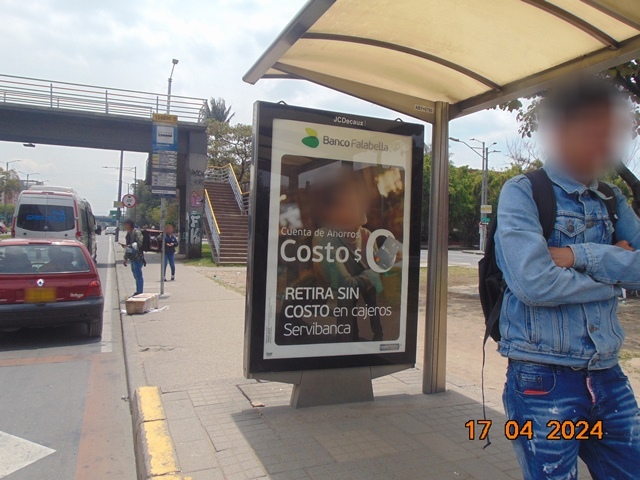 JCDecaux
Banco Falabella
Cuenta de Ahorros
Costo $0
RETIRA SIN
COSTO en cajeros
Servibanca
17 04 2024